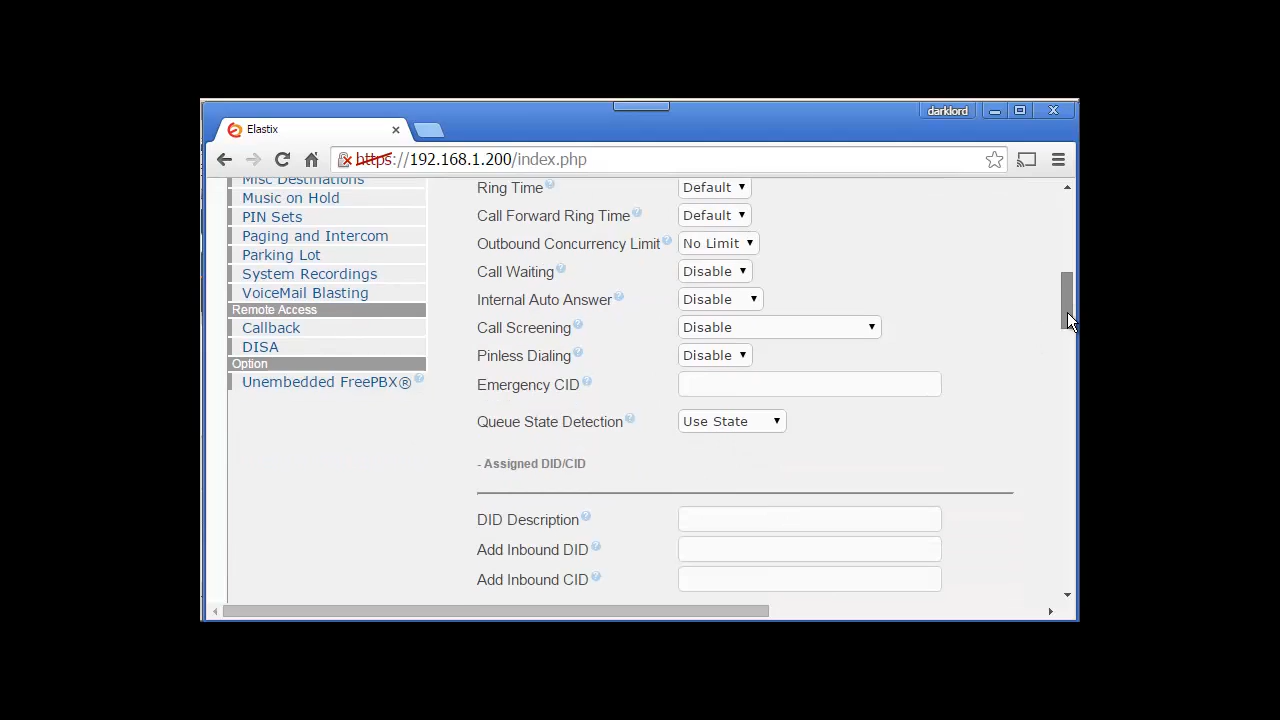 darklord
Elastix
https://192.168.1.200/index.php
Misc Destinations
Music on Hold
PIN Sets
Paging and Intercom
Parking Lot
System Recordings
VoiceMail Blasting
Remote Access
Callback
DISA
Option
Unembedded FreePBX® ?
Ring Time ? Default
Call Forward Ring Time ? Default
Outbound Concurrency Limit ? No Limit
Call Waiting ? Disable
Internal Auto Answer ? Disable
Call Screening ? Disable
Pinless Dialing ? Disable
Emergency CID ?
Queue State Detection ? Use State
- Assigned DID/CID
DID Description ?
Add Inbound DID ?
Add Inbound CID ?